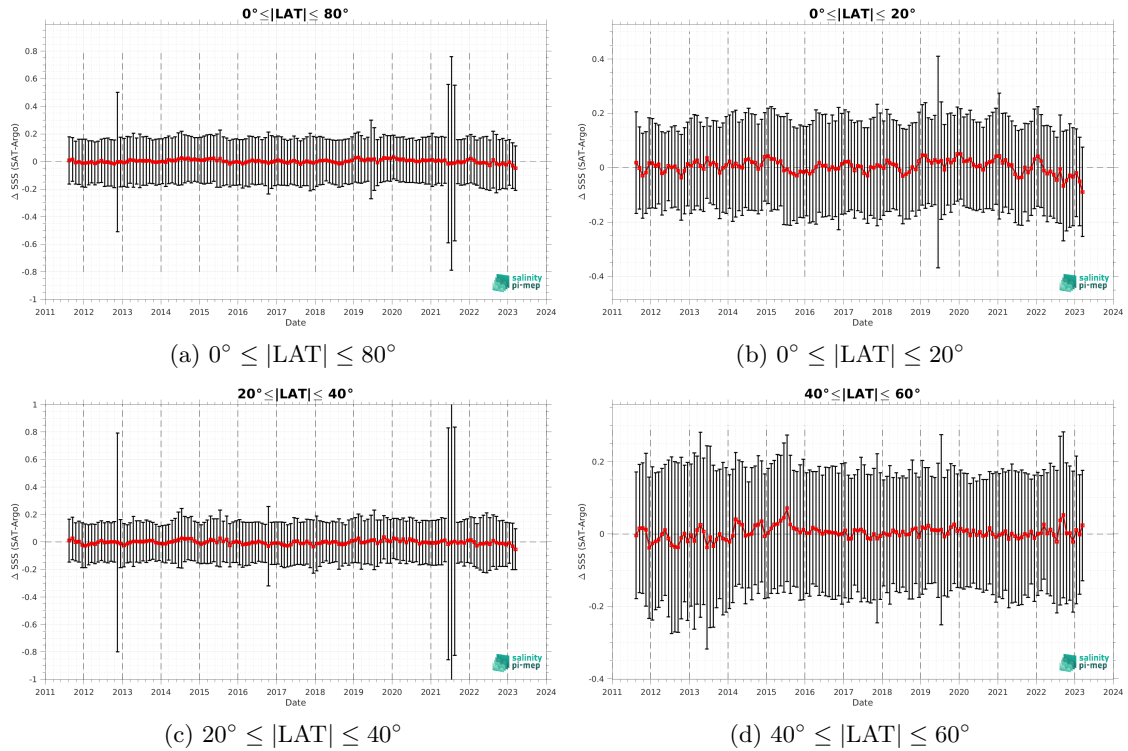 0°≤|LAT|≤ 80°
0.8
0.6
0.4
0.2
0
-0.2
-0.4
-0.6
-0.8
-1
Δ SSS (SAT-Argo)
2011 2012 2013 2014 2015 2016 2017 2018 2019 2020 2021 2022 2023 2024
Date
salinity
pi-mep
(a) 0° ≤ |LAT| ≤ 80°
0°≤|LAT|≤ 20°
0.4
0.2
0
-0.2
-0.4
Δ SSS (SAT-Argo)
2011 2012 2013 2014 2015 2016 2017 2018 2019 2020 2021 2022 2023 2024
Date
salinity
pi-mep
(b) 0° ≤ |LAT| ≤ 20°
20°≤|LAT|≤ 40°
1
0.8
0.6
0.4
0.2
0
-0.2
-0.4
-0.6
-0.8
-1
Δ SSS (SAT-Argo)
2011 2012 2013 2014 2015 2016 2017 2018 2019 2020 2021 2022 2023 2024
Date
salinity
pi-mep
(c) 20° ≤ |LAT| ≤ 40°
40°≤|LAT|≤ 60°
0.2
0
-0.2
-0.4
Δ SSS (SAT-Argo)
2011 2012 2013 2014 2015 2016 2017 2018 2019 2020 2021 2022 2023 2024
Date
salinity
pi-mep
(d) 40° ≤ |LAT| ≤ 60°